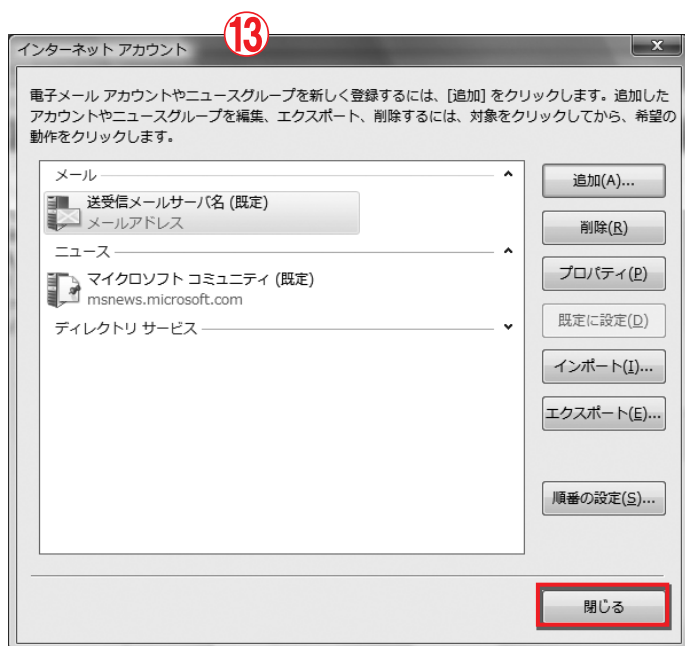 ⑬
インターネット アカウント
電子メール アカウントやニュースグループを新しく登録するには、[追加] をクリックします。追加した
アカウントやニュースグループを編集、エクスポート、削除するには、対象をクリックしてから、希望の
動作をクリックします。
メール
送受信メールサーバ名 (既定)
メールアドレス
ニュース
マイクロソフト コミュニティ (既定)
msnews.microsoft.com
ディレクトリ サービス
追加(A)...
削除(R)
プロパティ(P)
既定に設定(D)
インポート(I)...
エクスポート(E)...
順番の設定(S)...
閉じる